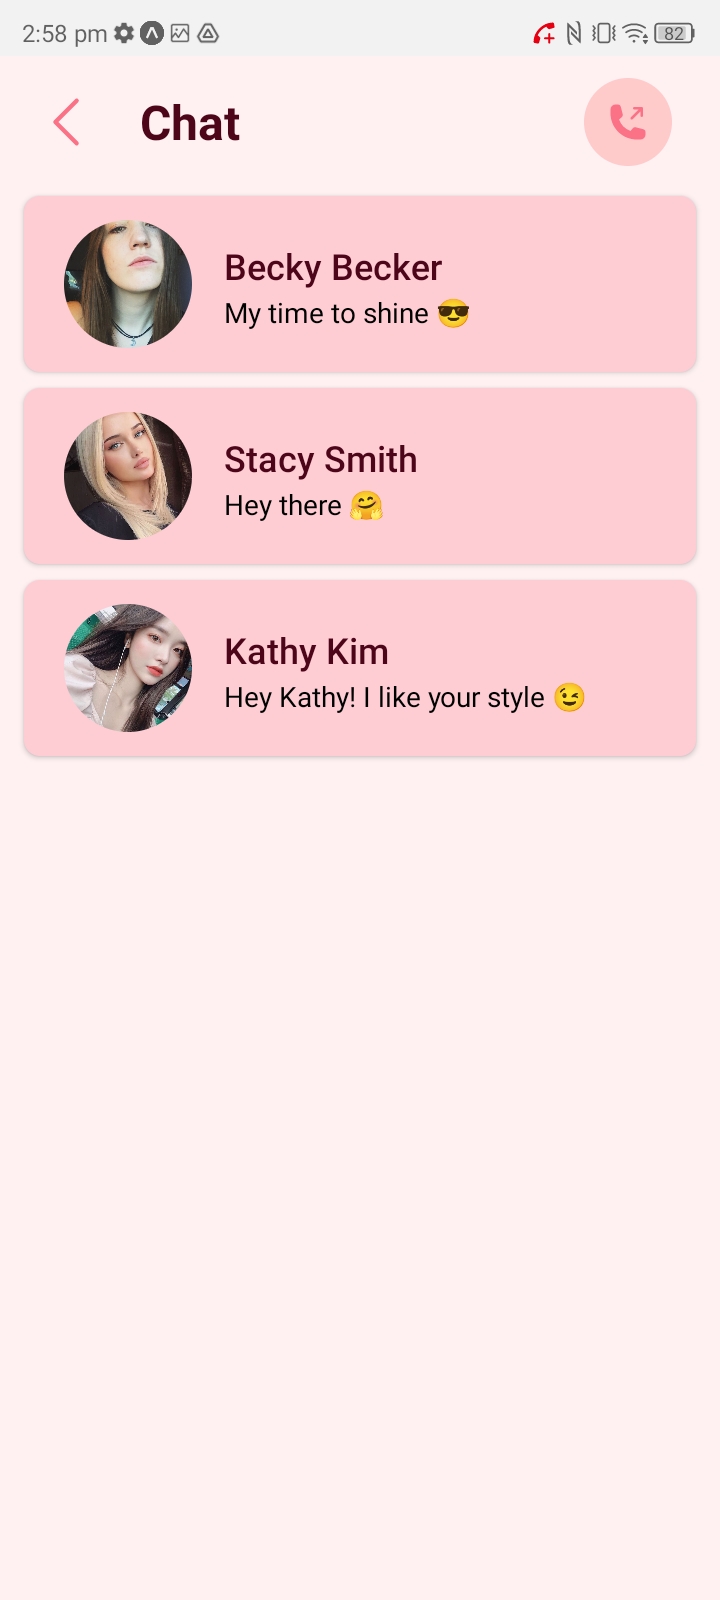 2:58 pm
82
Chat
Becky Becker
My time to shine 😎
Stacy Smith
Hey there 🤗
Kathy Kim
Hey Kathy! I like your style 😉